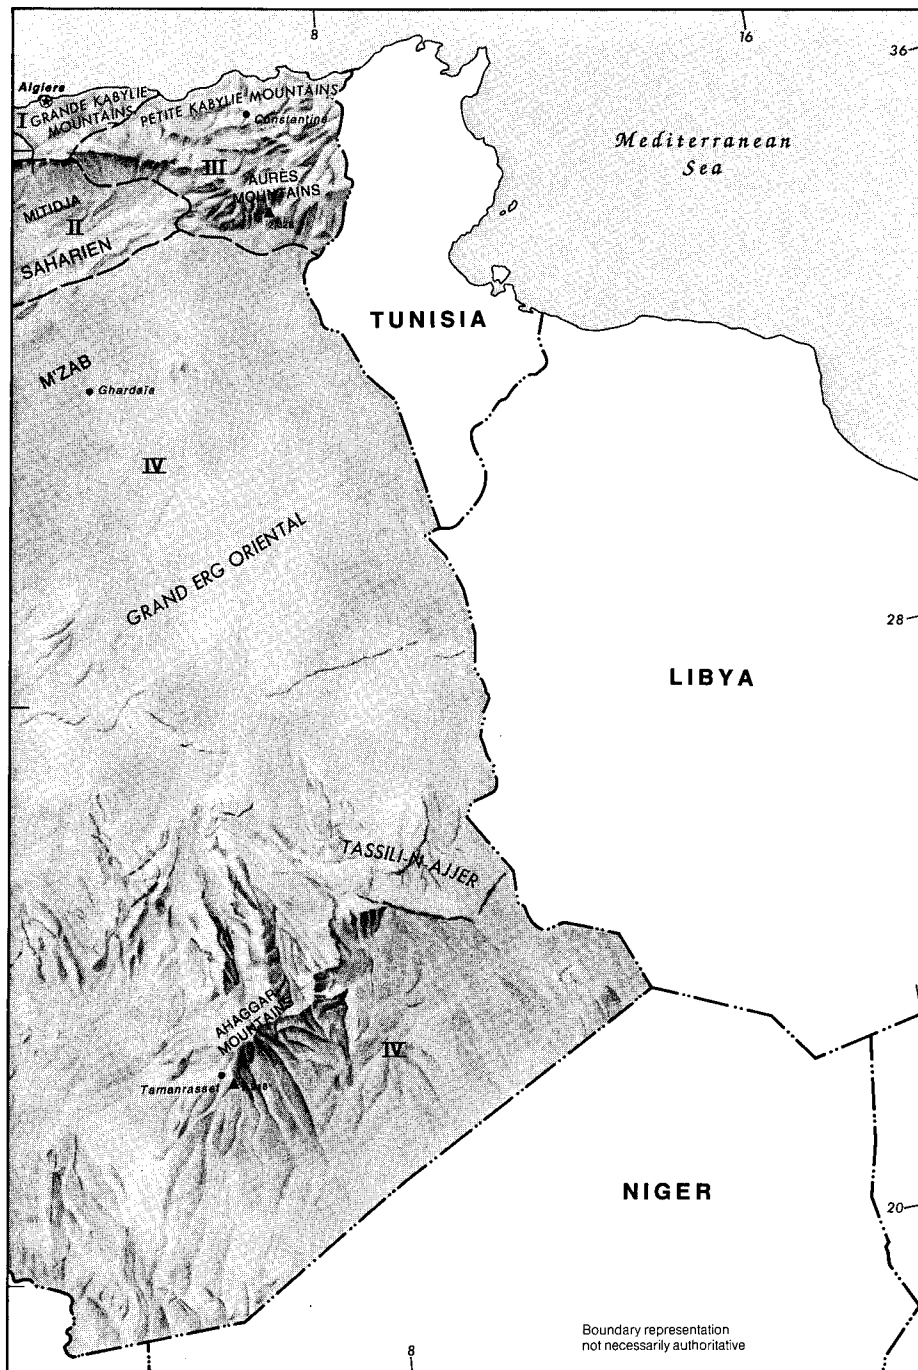 8
16
36
Algiers
GRANDE KABYLIE
MOUNTAINS
PETITE KABYLIE MOUNTAINS
Constantine
I
Mediterranean
Sea
III
AURÈS
MOUNTAINS
MITIDJA
II
SAHARIEN
TUNISIA
M'ZAB
Ghardaïa
IV
GRAND ERG ORIENTAL
28
LIBYA
TASSILI-N-AJJER
AHAGGAR
MOUNTAINS
IV
Tamanrasset
NIGER
20
Boundary representation
not necessarily authoritative
8